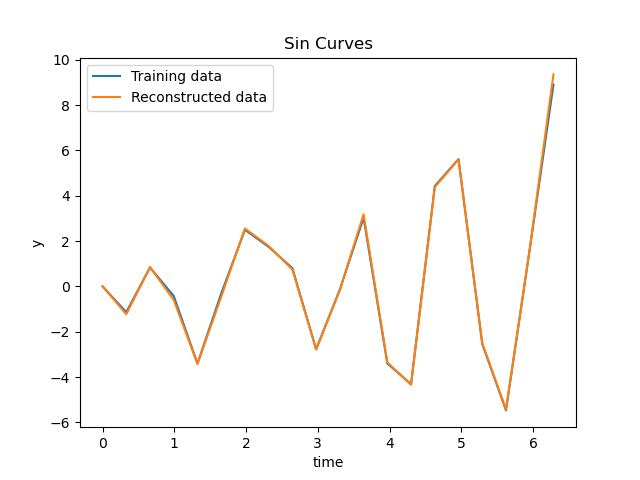 Sin Curves
Training data
Reconstructed data
10
8
6
4
2
0
−2
−4
−6
y
0 1 2 3 4 5 6
time